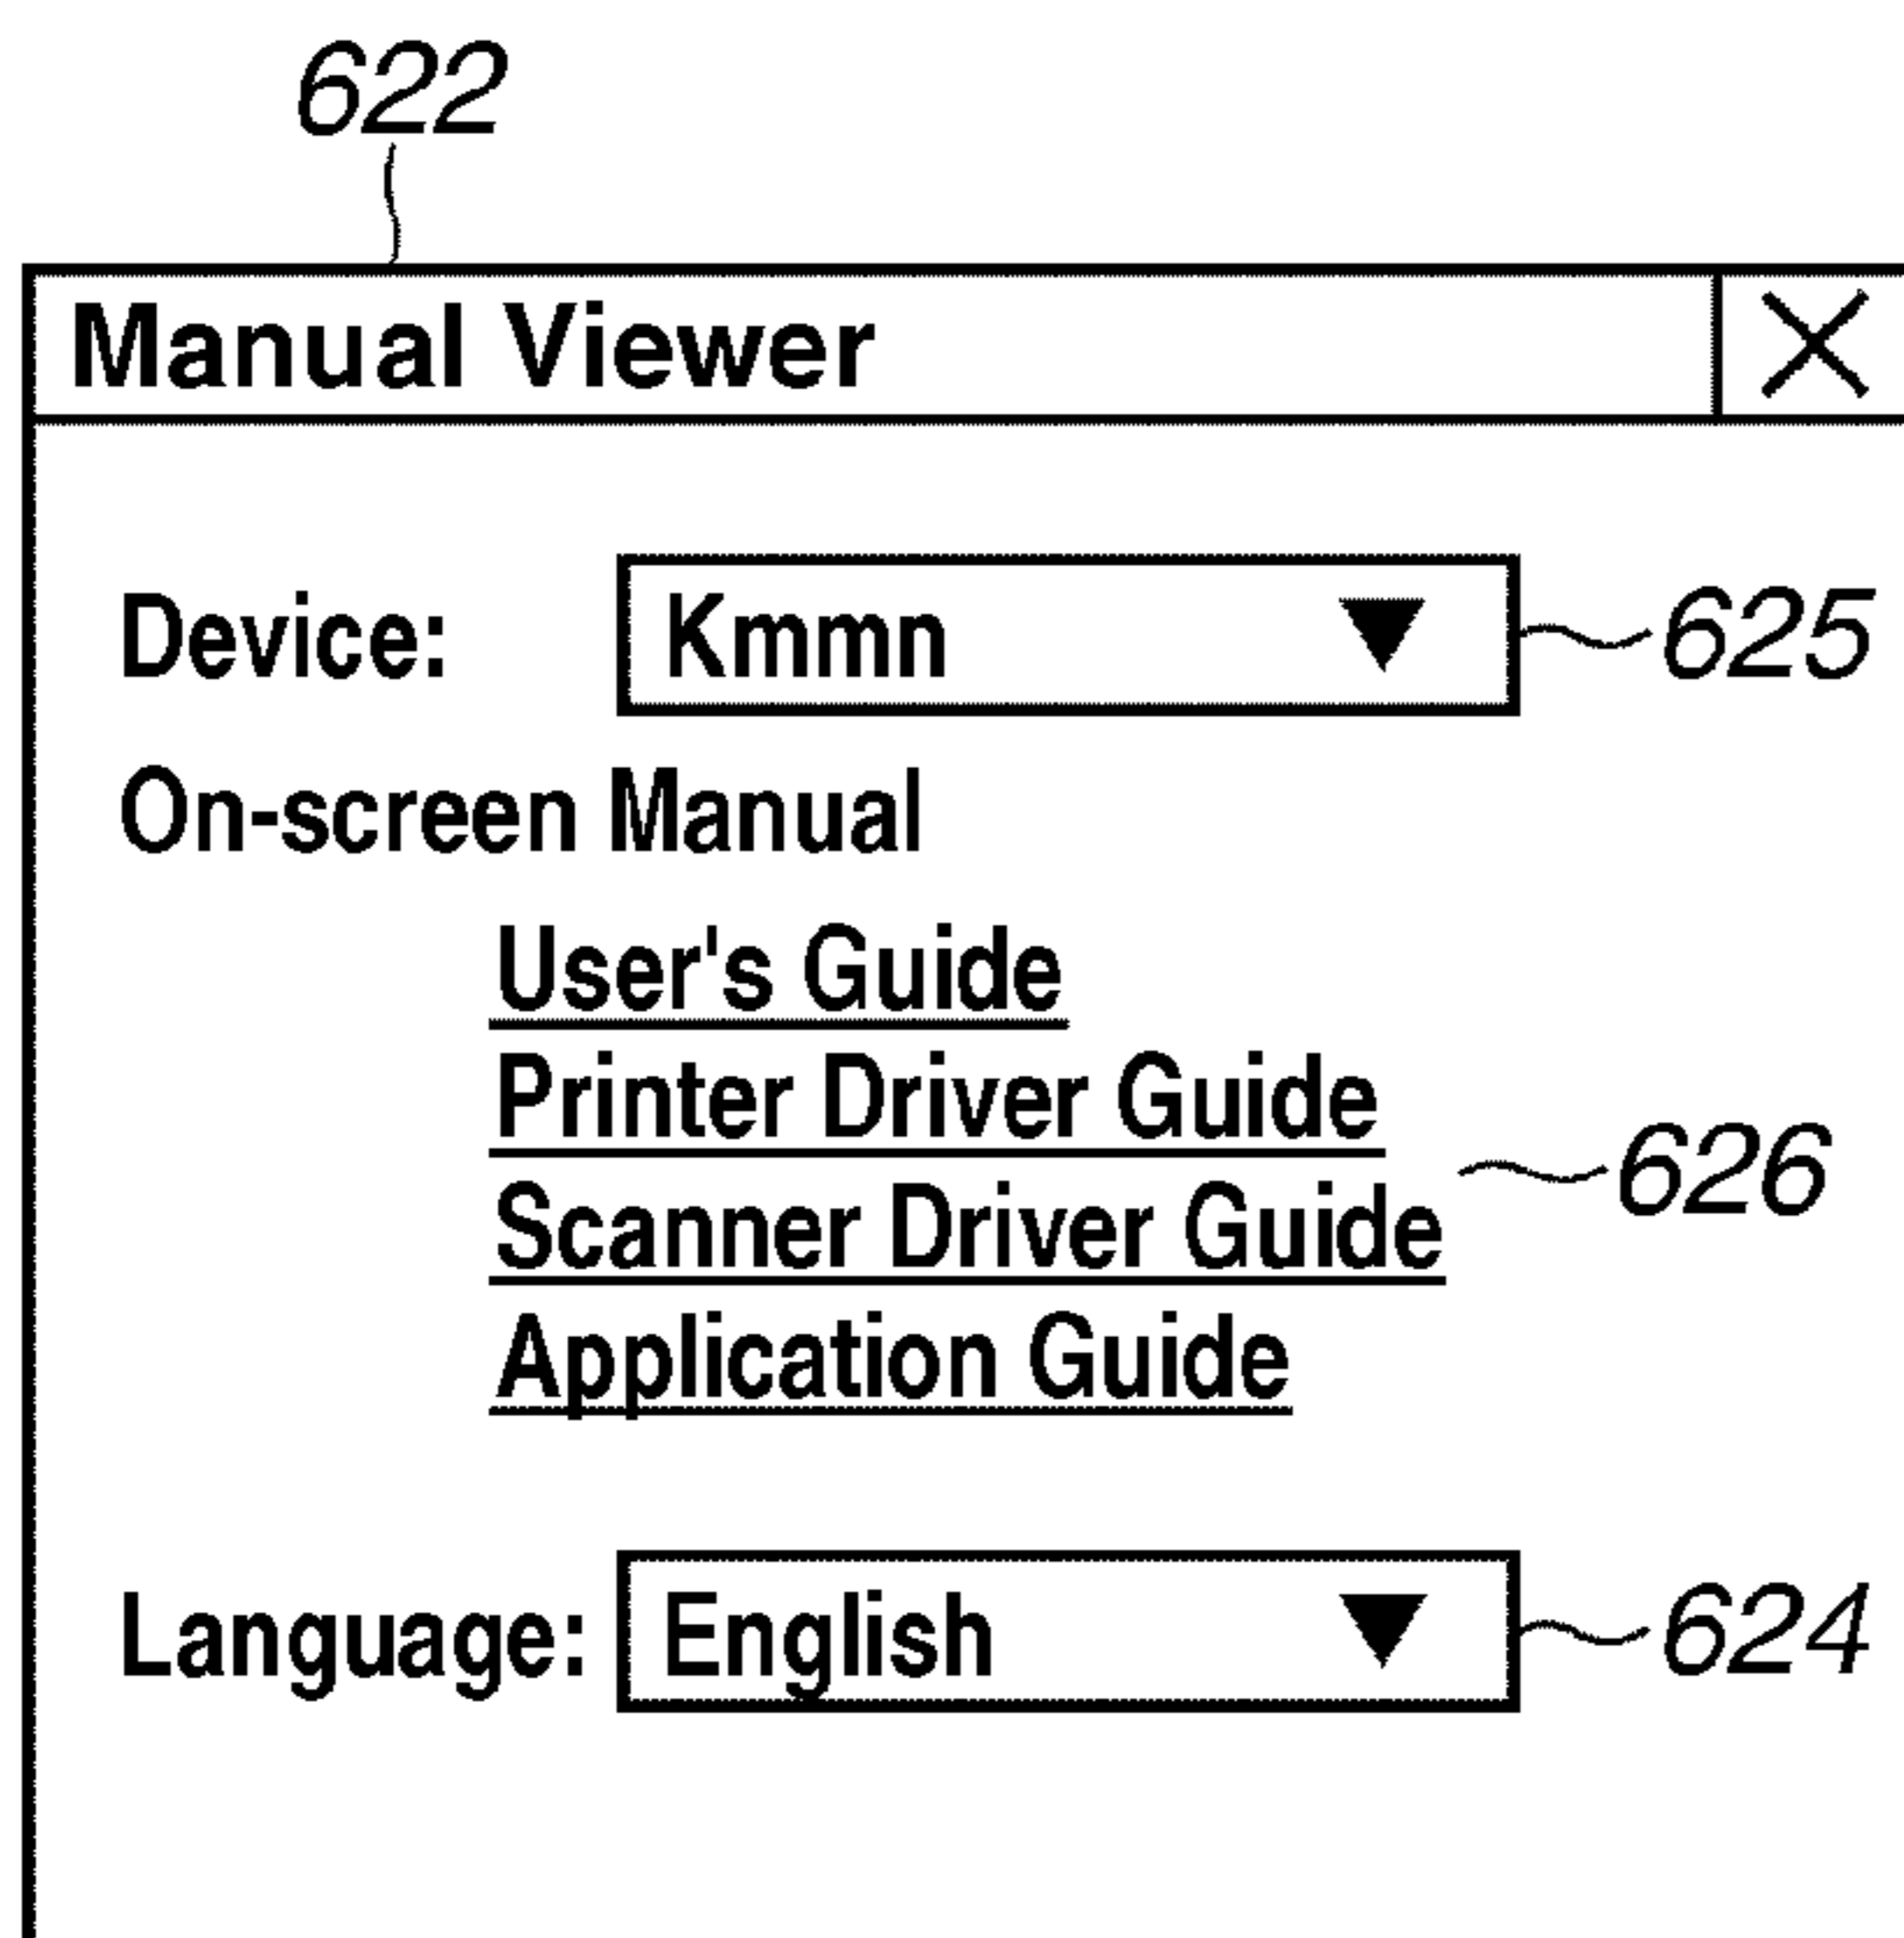 622
Manual Viewer
Device: Kmmn 625
On-screen Manual
User's Guide
Printer Driver Guide
626
Scanner Driver Guide
Application Guide
Language: English 624